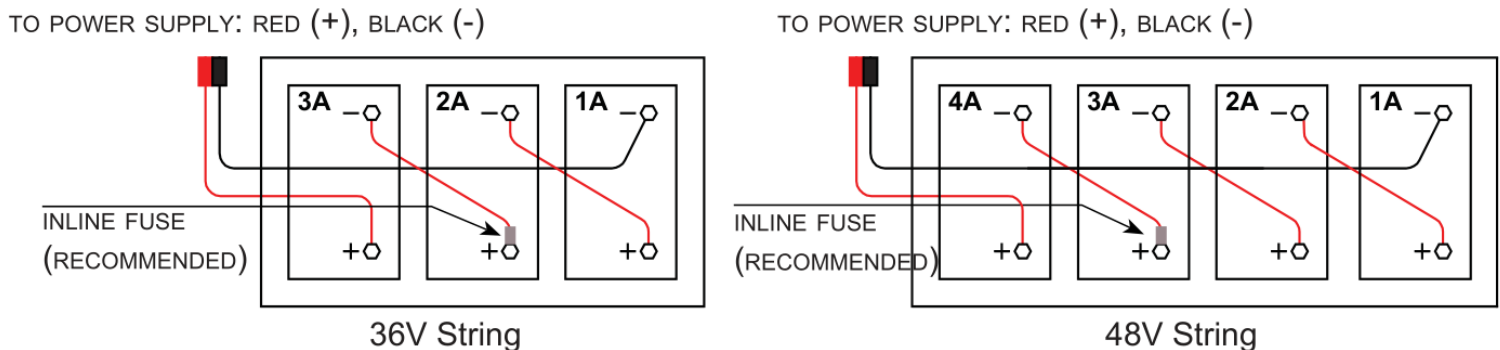 TO POWER SUPPLY: RED (+), BLACK (-)
3A
2A
1A
−
−
−
+
+
+
INLINE FUSE
(RECOMMENDED)
36V String
TO POWER SUPPLY: RED (+), BLACK (-)
4A
3A
2A
1A
−
−
−
−
+
+
+
+
INLINE FUSE
(RECOMMENDED)
48V String